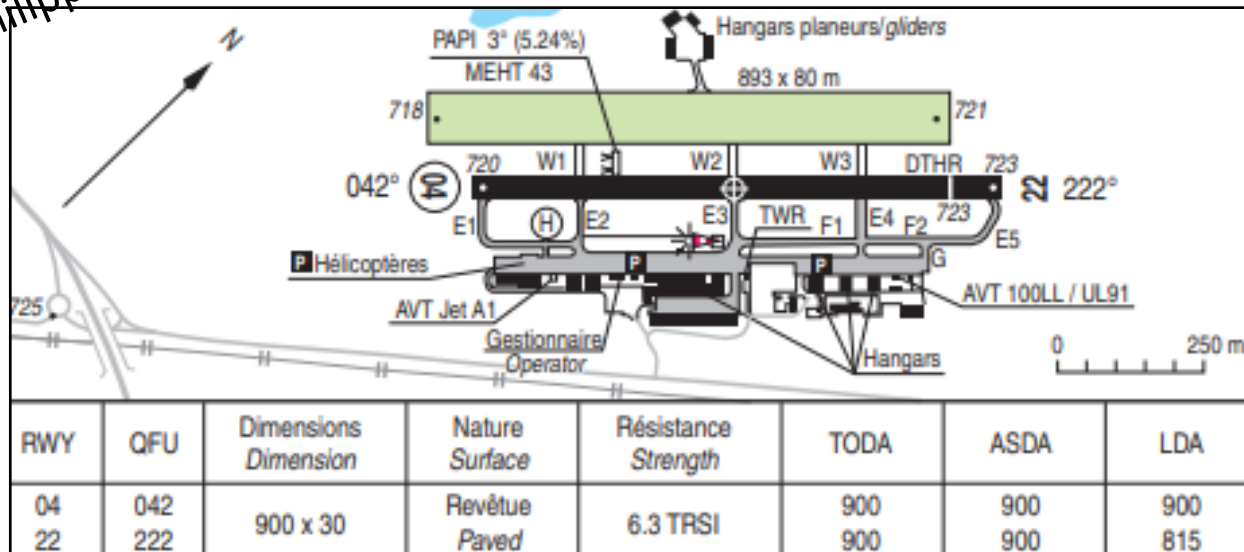 N
PAPI 3° (5.24%)
MEHT 43
Hangars planeurs/gliders
893 x 80 m
718
721
720
W1
W2
W3
DTHR
723
042°
04
22
222°
E1
H
E2
E3
TWR
F1
E4
F2
723
E5
G
P Hélicoptères
P
P
725
AVT Jet A1
AVT 100LL / UL91
Gestionnaire
Operator
Hangars
0
250 m
RWY
QFU
Dimensions
Dimension
Nature
Surface
Résistance
Strength
TODA
ASDA
LDA
04
22
042
222
900 x 30
Revêtue
Paved
6.3 TRSI
900
900
900
900
900
815